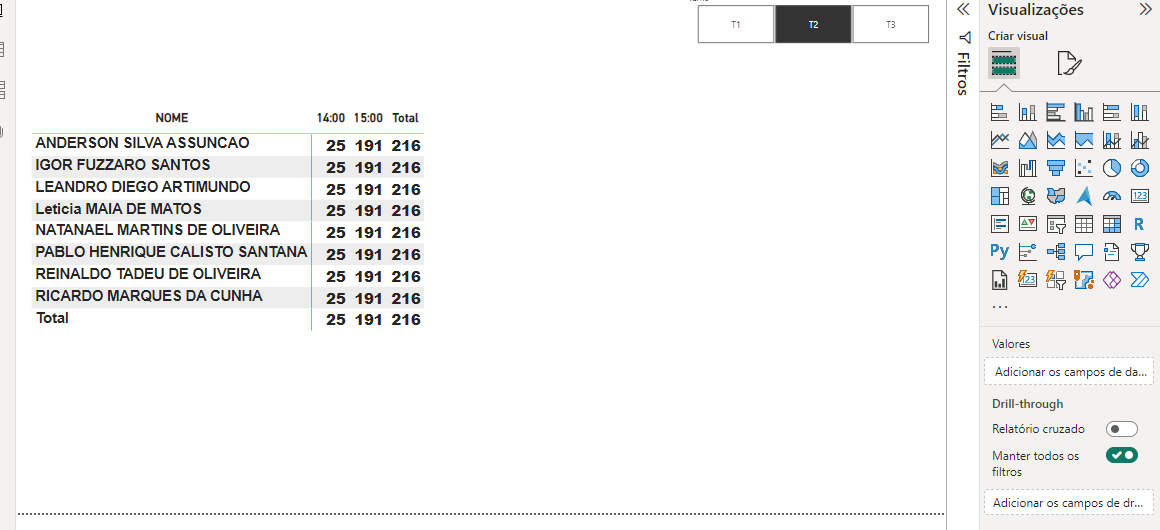 T1 T2 T3
NOME 14:00 15:00 Total
ANDERSON SILVA ASSUNCAO 25 191 216
IGOR FUZZARO SANTOS 25 191 216
LEANDRO DIEGO ARTIMUNDO 25 191 216
Leticia MAIA DE MATOS 25 191 216
NATANAEL MARTINS DE OLIVEIRA 25 191 216
PABLO HENRIQUE CALISTO SANTANA 25 191 216
REINALDO TADEU DE OLIVEIRA 25 191 216
RICARDO MARQUES DA CUNHA 25 191 216
Total 25 191 216
Filtros
Visualizações
Criar visual
123
R
Py
123
Valores
Adicionar os campos de da...
Drill-through
Relatório cruzado
Manter todos os
filtros
Adicionar os campos de dr...